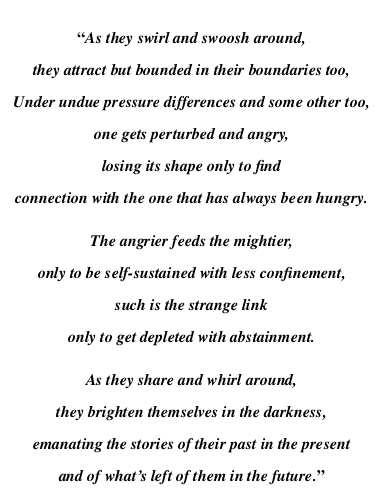 “As they swirl and swoosh around,
they attract but bounded in their boundaries too,
Under undue pressure differences and some other too,
one gets perturbed and angry,
losing its shape only to find
connection with the one that has always been hungry.
The angrier feeds the mightier,
only to be self-sustained with less confinement,
such is the strange link
only to get depleted with abstainment.
As they share and whirl around,
they brighten themselves in the darkness,
emanating the stories of their past in the present
and of what’s left of them in the future.”